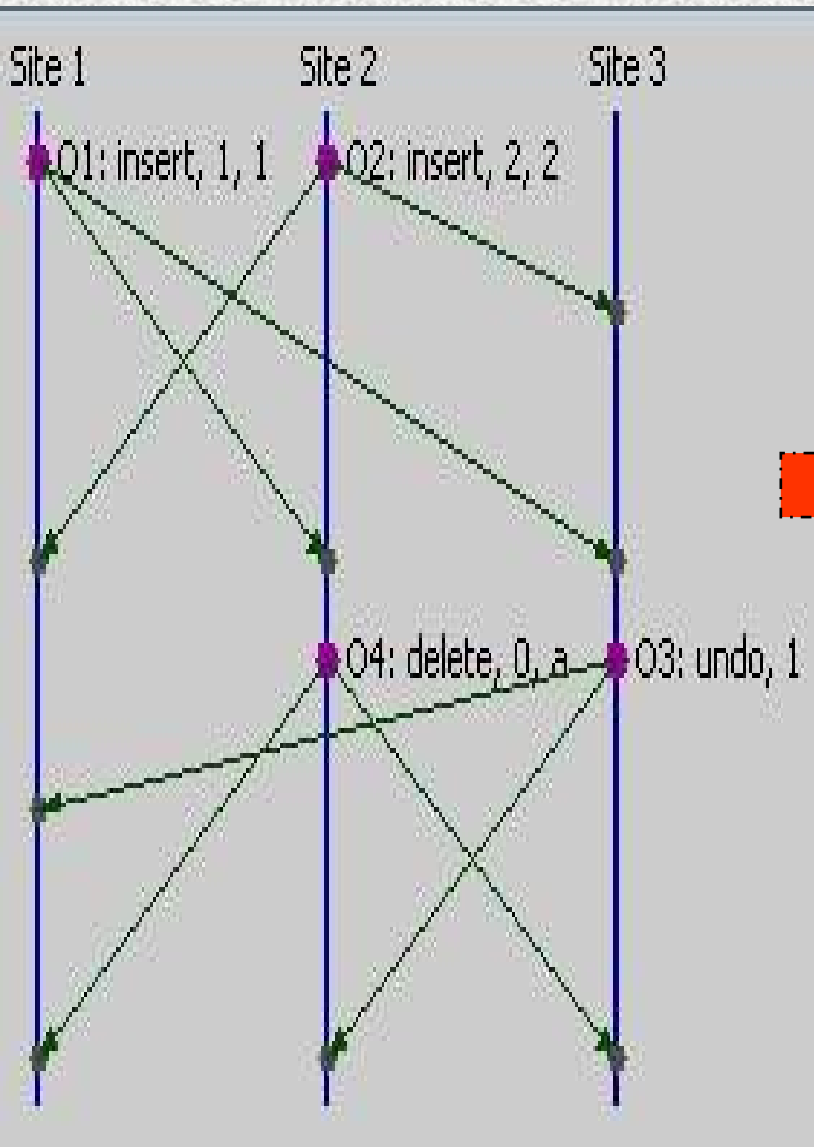 Site 1 Site 2 Site 3
O1: insert, 1, 1 O2: insert, 2, 2
O4: delete, 0, a O3: undo, 1